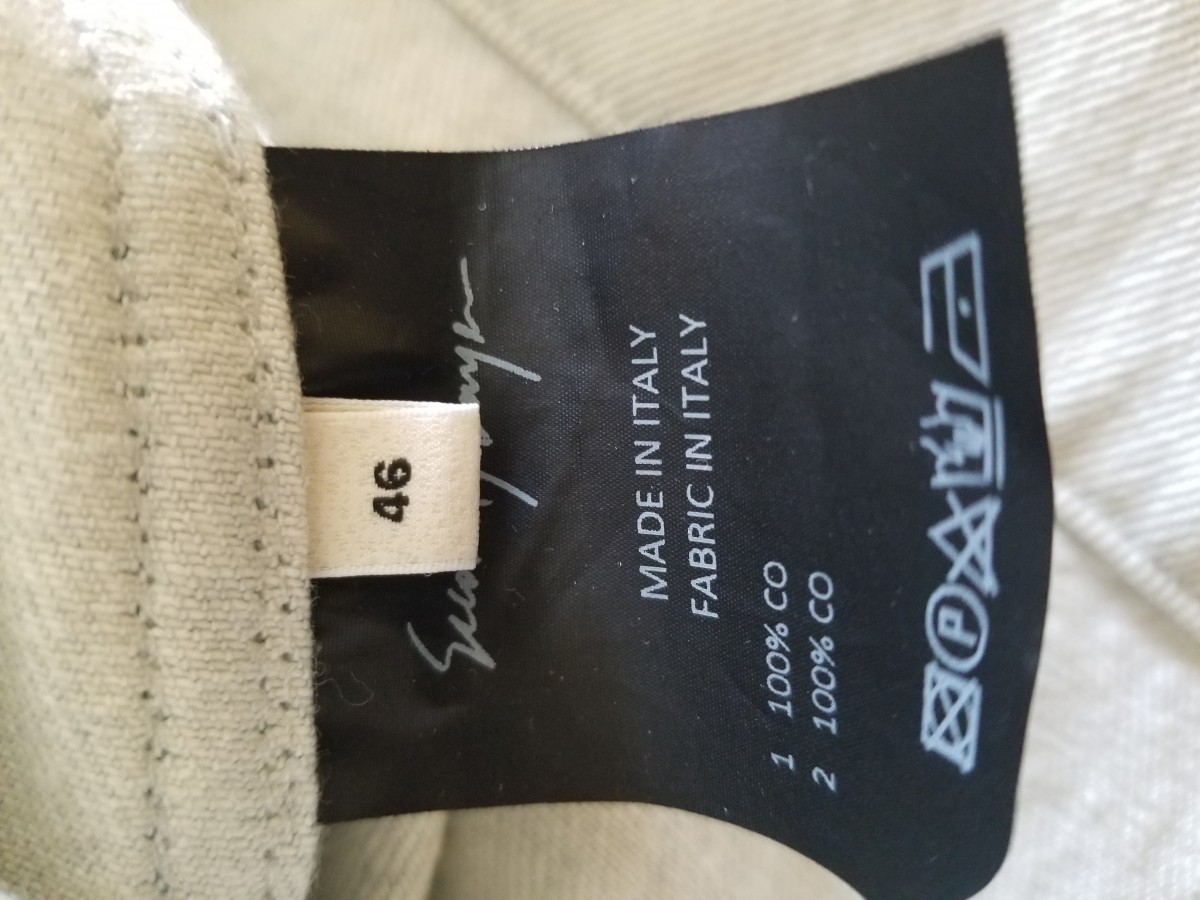 46
MADE IN ITALY
FABRIC IN ITALY
1 100% CO
2 100% CO
P